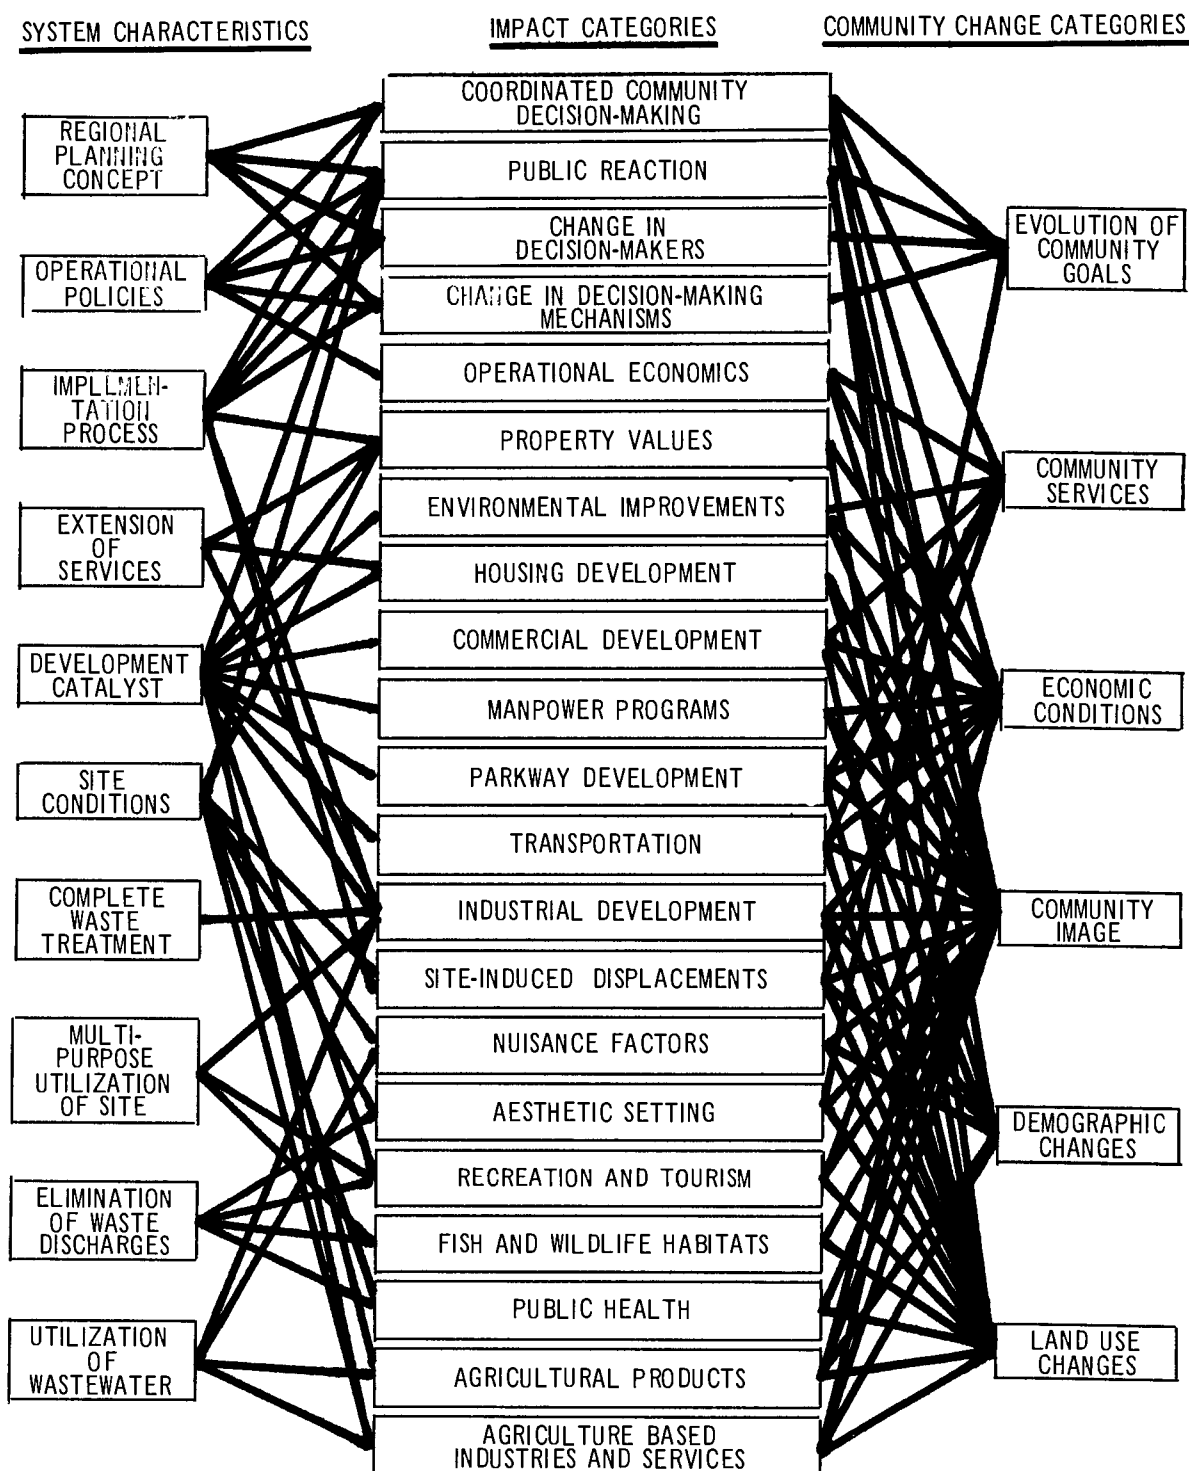 SYSTEM CHARACTERISTICS
IMPACT CATEGORIES
COMMUNITY CHANGE CATEGORIES
REGIONAL
PLANNING
CONCEPT
OPERATIONAL
POLICIES
IMPLEMEN-
TATION
PROCESS
EXTENSION
OF
SERVICES
DEVELOPMENT
CATALYST
SITE
CONDITIONS
COMPLETE
WASTE
TREATMENT
MULTI-
PURPOSE
UTILIZATION
OF SITE
ELIMINATION
OF WASTE
DISCHARGES
UTILIZATION
OF
WASTEWATER
COORDINATED COMMUNITY
DECISION-MAKING
PUBLIC REACTION
CHANGE IN
DECISION-MAKERS
CHANGE IN DECISION-MAKING
MECHANISMS
OPERATIONAL ECONOMICS
PROPERTY VALUES
ENVIRONMENTAL IMPROVEMENTS
HOUSING DEVELOPMENT
COMMERCIAL DEVELOPMENT
MANPOWER PROGRAMS
PARKWAY DEVELOPMENT
TRANSPORTATION
INDUSTRIAL DEVELOPMENT
SITE-INDUCED DISPLACEMENTS
NUISANCE FACTORS
AESTHETIC SETTING
RECREATION AND TOURISM
FISH AND WILDLIFE HABITATS
PUBLIC HEALTH
AGRICULTURAL PRODUCTS
AGRICULTURE BASED
INDUSTRIES AND SERVICES
EVOLUTION OF
COMMUNITY
GOALS
COMMUNITY
SERVICES
ECONOMIC
CONDITIONS
COMMUNITY
IMAGE
DEMOGRAPHIC
CHANGES
LAND USE
CHANGES